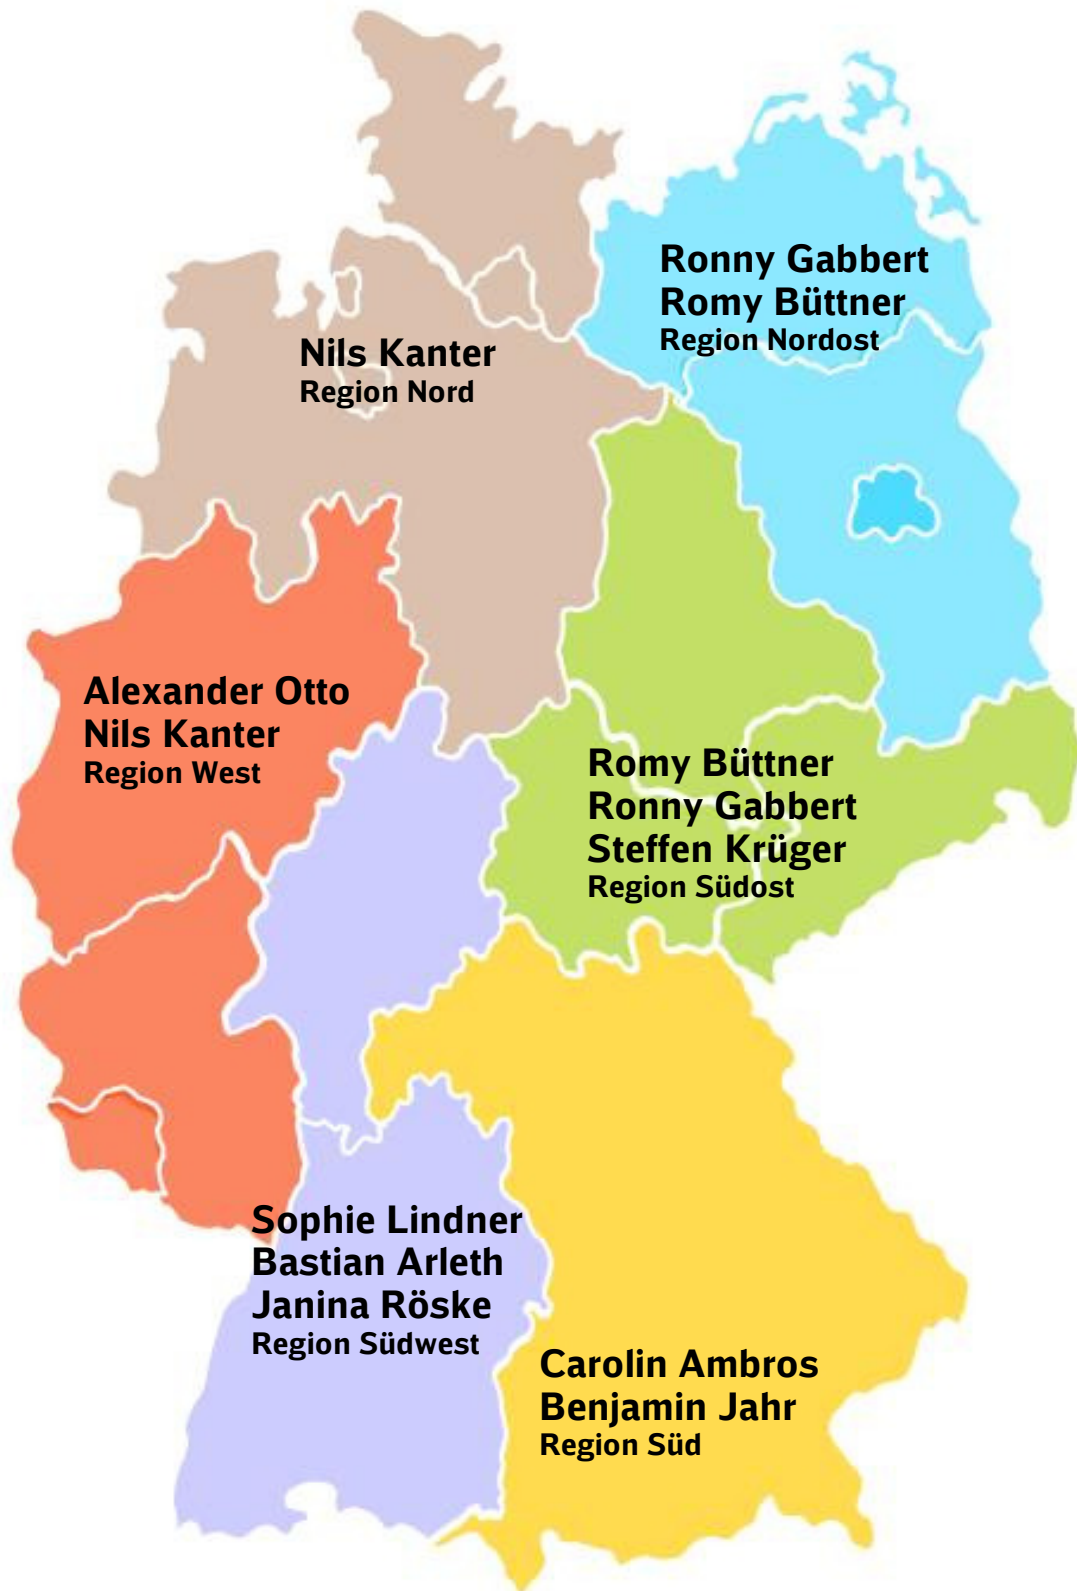 Ronny Gabbert
Romy Büttner
Region Nordost
Nils Kanter
Region Nord
Alexander Otto
Nils Kanter
Region West
Romy Büttner
Ronny Gabbert
Steffen Krüger
Region Südost
Sophie Lindner
Bastian Arleth
Janina Röske
Region Südwest
Carolin Ambros
Benjamin Jahr
Region Süd